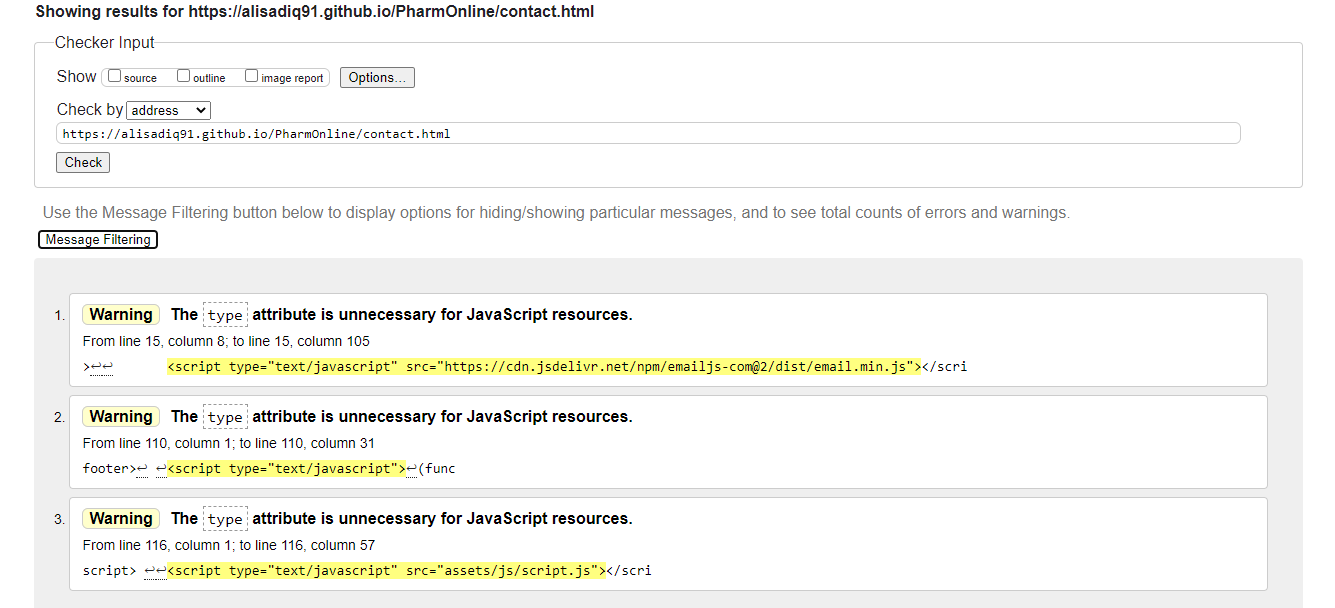 Showing results for https://alisadiq91.github.io/PharmOnline/contact.html
Checker Input
Show source outline image report Options...
Check by address
https://alisadiq91.github.io/PharmOnline/contact.html
Check
Use the Message Filtering button below to display options for hiding/showing particular messages, and to see total counts of errors and warnings.
Message Filtering
1. Warning The type attribute is unnecessary for JavaScript resources.
From line 15, column 8; to line 15, column 105
>↩↩ <script type="text/javascript" src="https://cdn.jsdelivr.net/npm/emailjs-com@2/dist/email.min.js"></scri
2. Warning The type attribute is unnecessary for JavaScript resources.
From line 110, column 1; to line 110, column 31
footer>↩ ↩<script type="text/javascript">↩(func
3. Warning The type attribute is unnecessary for JavaScript resources.
From line 116, column 1; to line 116, column 57
script> ↩↩<script type="text/javascript" src="assets/js/script.js"></scri